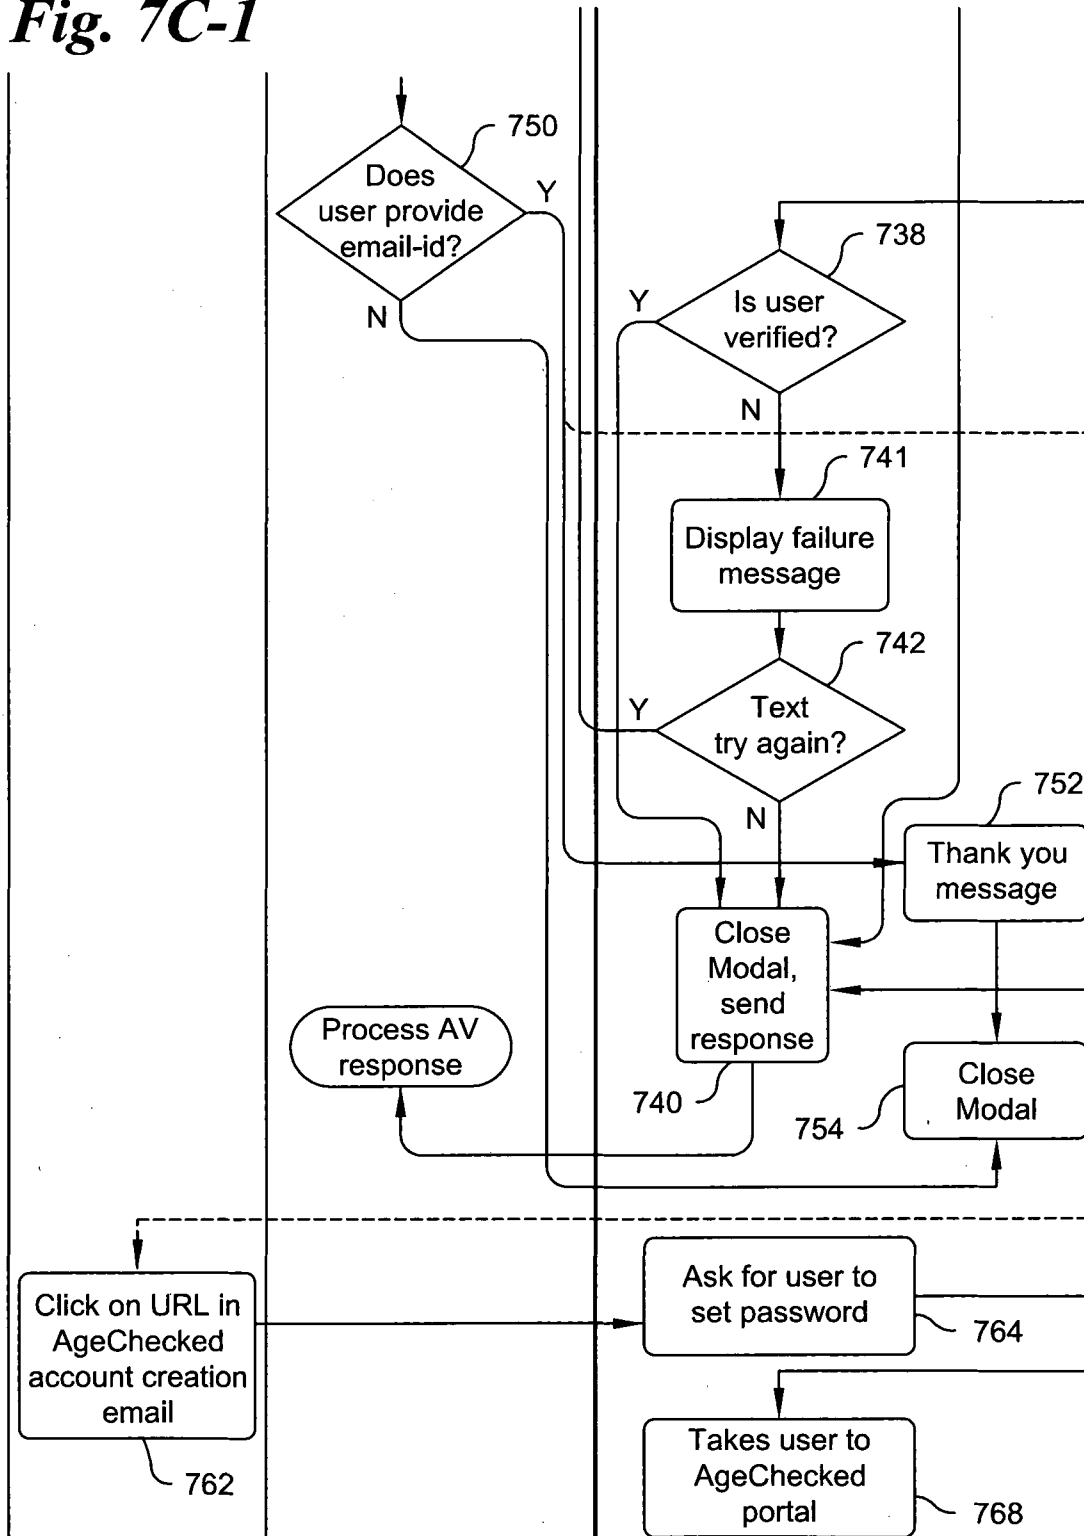 Fig. 7C-1
750
Does
user provide
email-id?
Y
N
738
Is user
verified?
Y
N
741
Display failure
message
742
Text
try again?
Y
N
752
Thank you
message
Close
Modal,
send
response
740
Process AV
response
Close
Modal
754
Click on URL in
AgeChecked
account creation
email
762
Ask for user to
set password
764
Takes user to
AgeChecked
portal
768